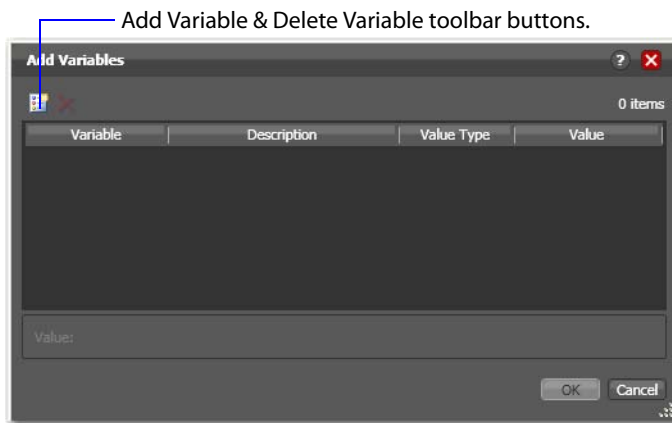 Add Variable & Delete Variable toolbar buttons.
Add Variables
?
0 items
Variable Description Value Type Value
Value:
OK Cancel